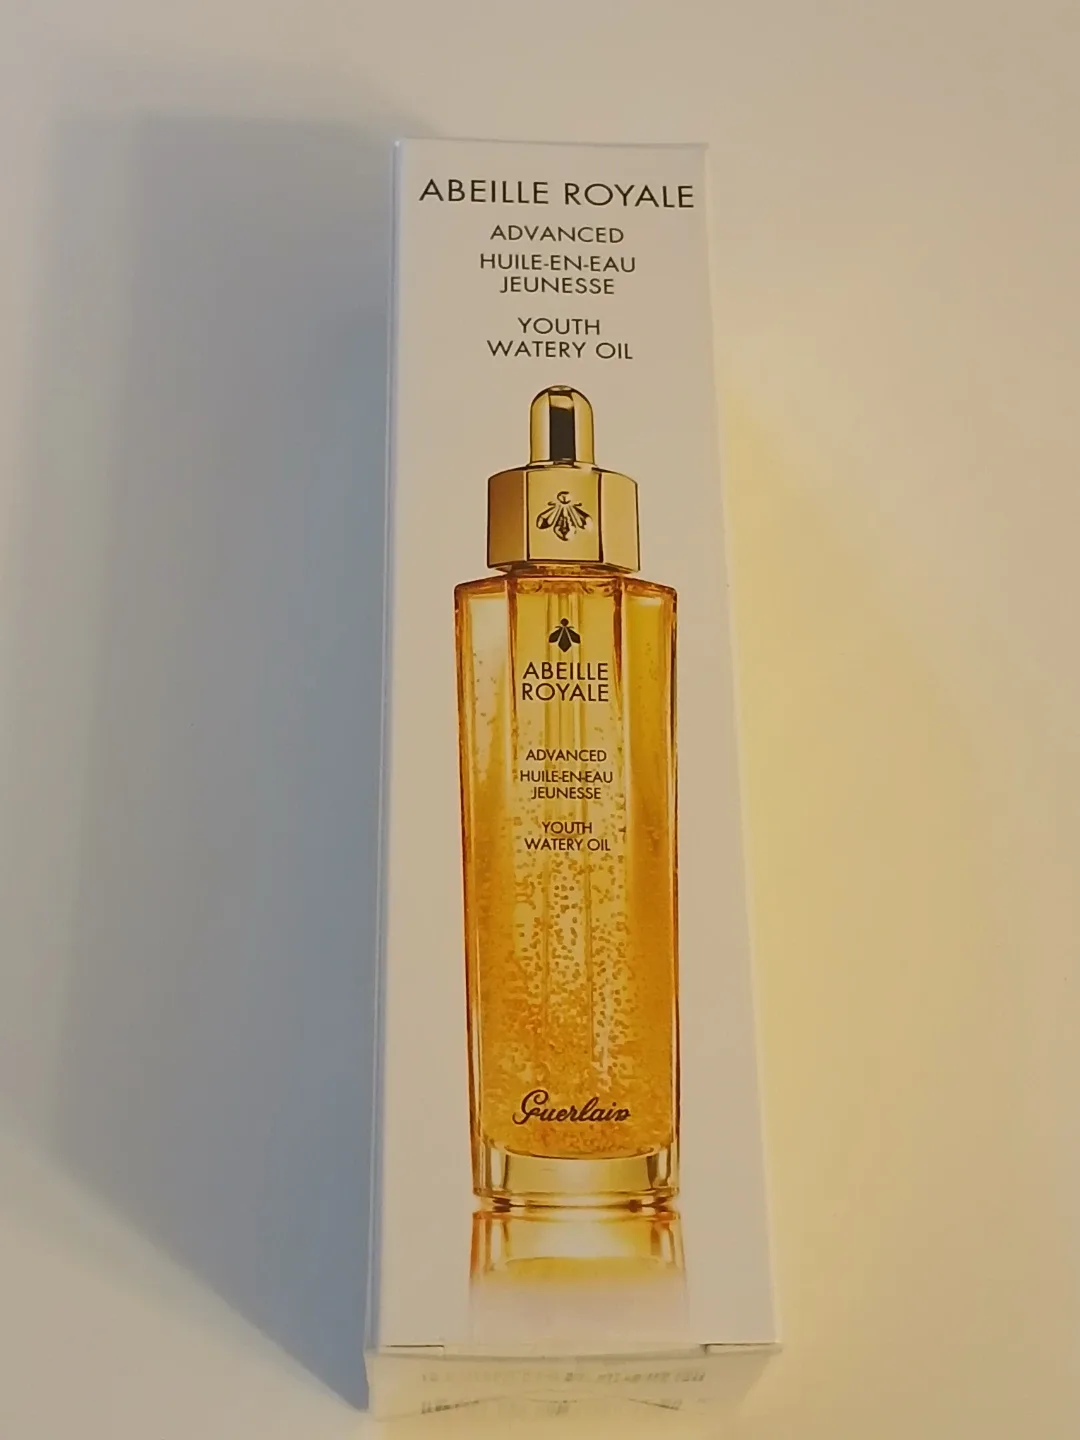 ABEILLE ROYALE
ADVANCED
HUILE-EN-EAU
JEUNESSE
YOUTH
WATERY OIL
ABEILLE
ROYALE
ADVANCED
HUILE-EN-EAU
JEUNESSE
YOUTH
WATERY OIL
Guerlain